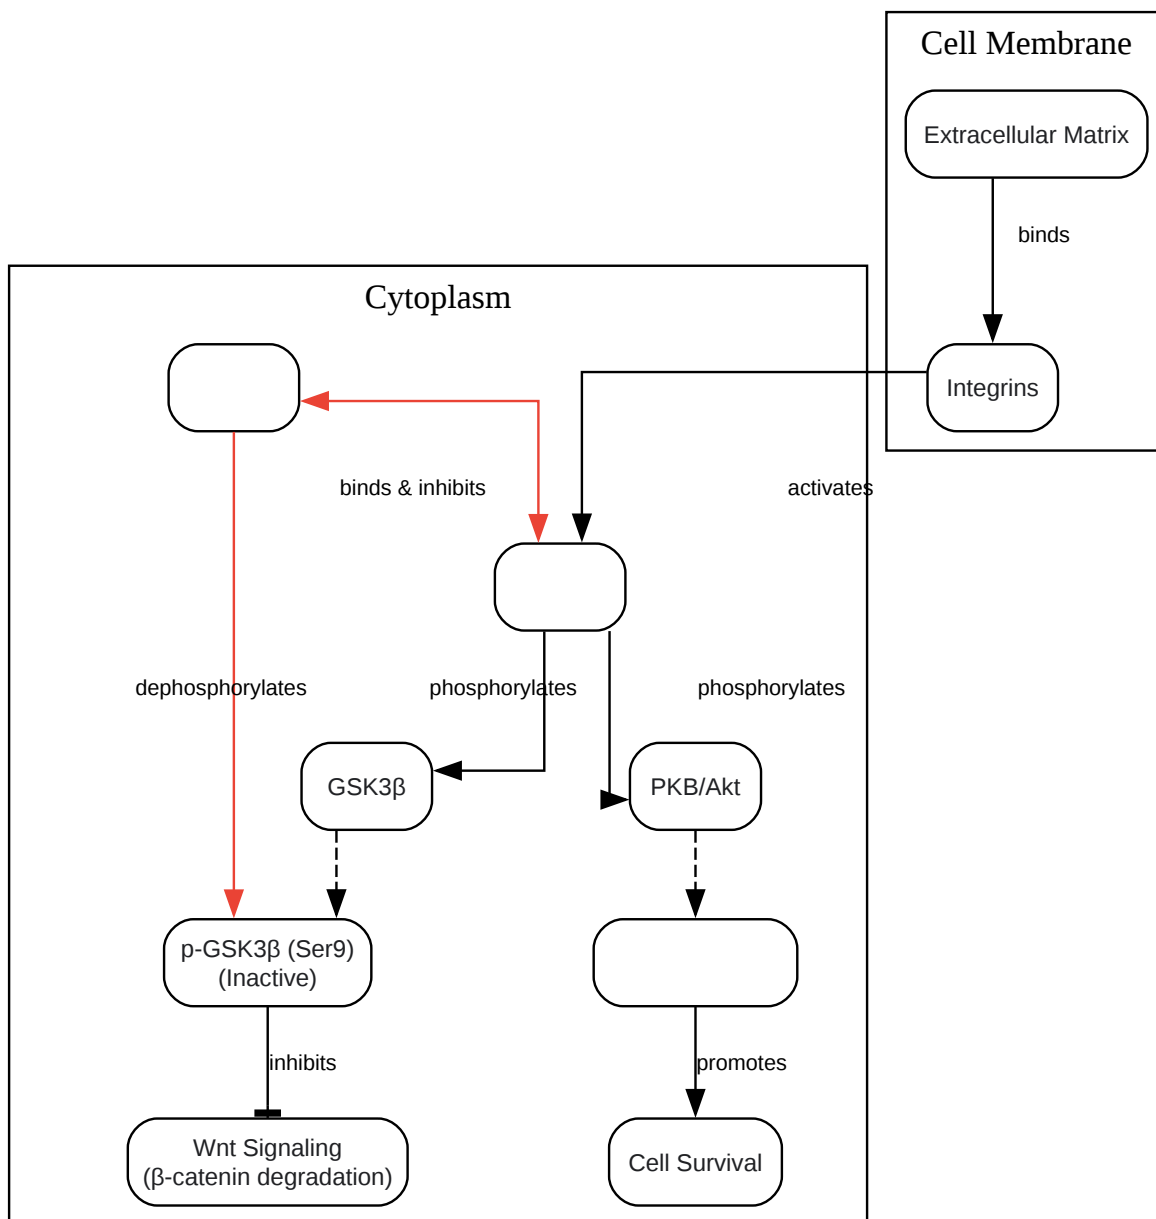 Cell Membrane
Extracellular Matrix
binds
Cytoplasm
Integrins
binds & inhibits
activates
dephosphorylates
phosphorylates
phosphorylates
GSK3β
PKB/Akt
p-GSK3β (Ser9)
(Inactive)
inhibits
promotes
Wnt Signaling
(β-catenin degradation)
Cell Survival